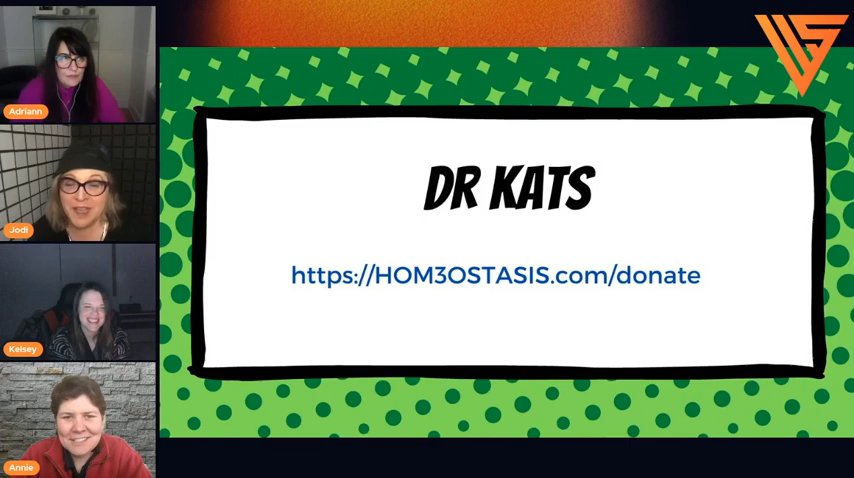 Adriann
Jodi
Kelsey
Annie
DR KATS
https://HOM3OSTASIS.com/donate